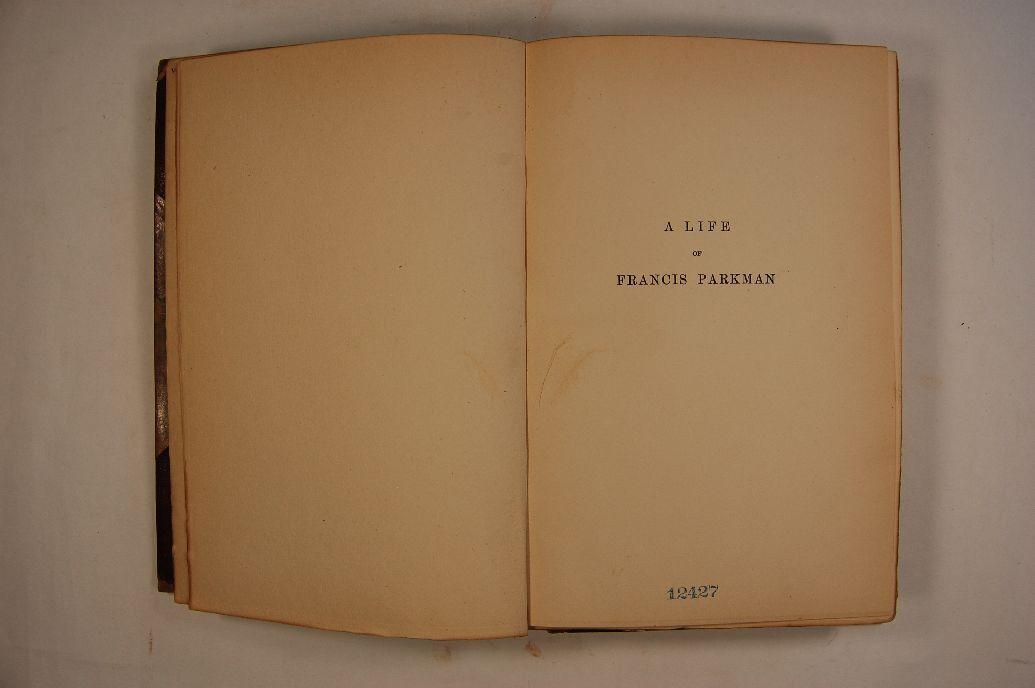 A LIFE
OF
FRANCIS PARKMAN
12427